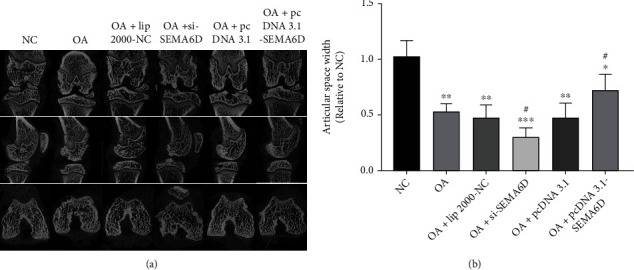 NC
OA
OA + lip
2000-NC
OA +si-
SEMA6D
OA + pc
DNA 3.1
OA + pc
DNA 3.1
-SEMA6D
(a)
Articular space width
(Relative to NC)
1.5
1.0
0.5
0.0
**
**
#
***
**
#
*
NC
OA
OA + lip 2000-NC
OA + si-SEMA6D
OA + pcDNA 3.1
OA + pcDNA 3.1-
SEMA6D
(b)